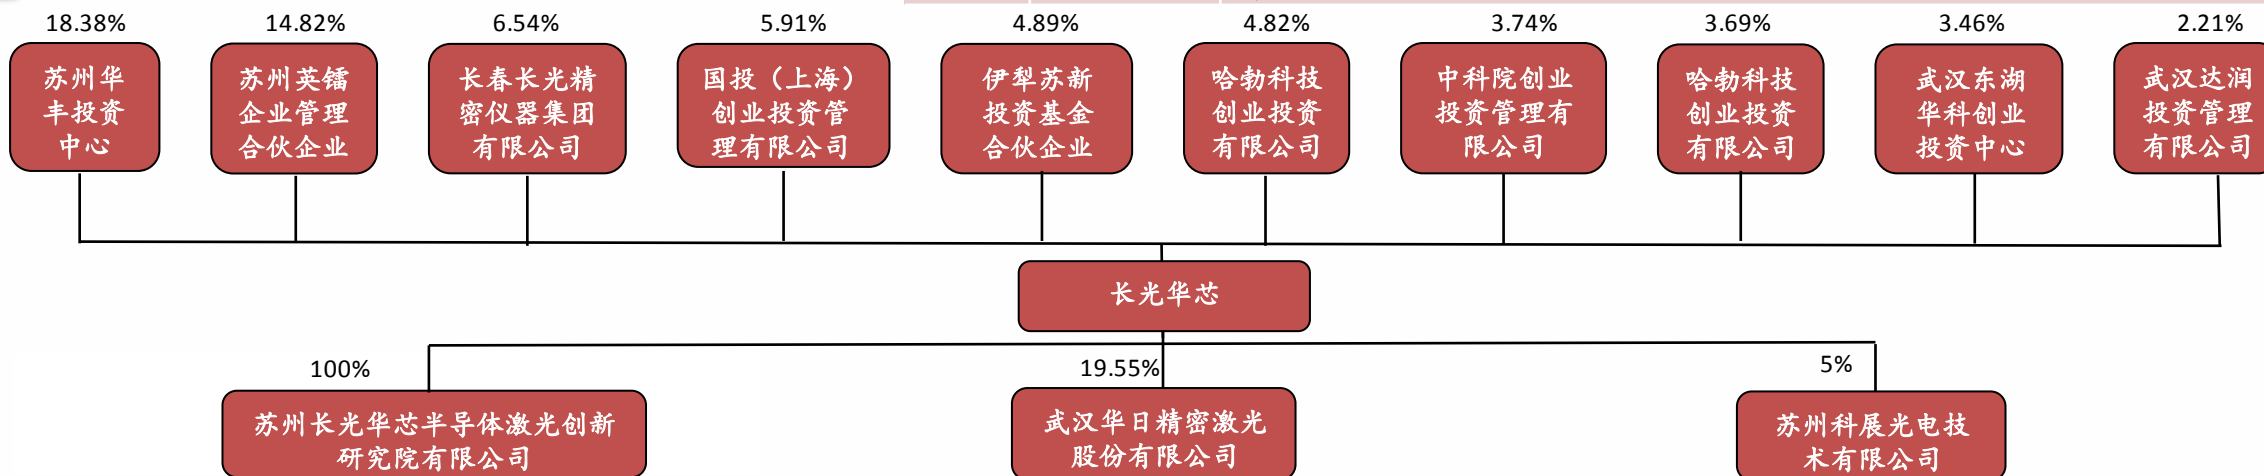 18.38%
14.82%
6.54%
5.91%
4.89%
4.82%
3.74%
3.69%
3.46%
2.21%
苏州华
丰投资
中心
苏州英镭
企业管理
合伙企业
长春长光精
密仪器集团
有限公司
国投（上海）
创业投资管
理有限公司
伊犁苏新
投资基金
合伙企业
哈勃科技
创业投资
有限公司
中科院创业
投资管理有
限公司
哈勃科技
创业投资
有限公司
武汉东湖
华科创业
投资中心
武汉达润
投资管理
有限公司
长光华芯
100%
19.55%
5%
苏州长光华芯半导体激光创新
研究院有限公司
武汉华日精密激光
股份有限公司
苏州科展光电技
术有限公司